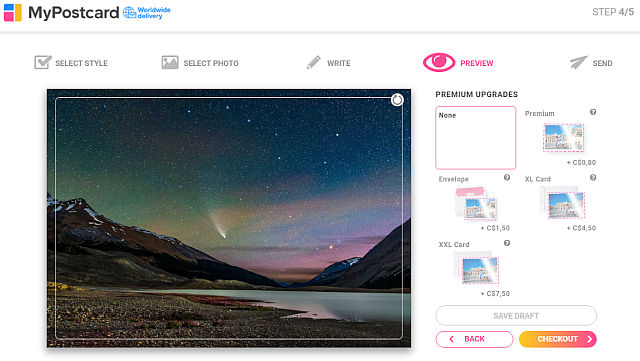 MyPostcard Worldwide delivery
STEP 4/5
SELECT STYLE
SELECT PHOTO
WRITE
PREVIEW
SEND
PREMIUM UPGRADES
None
Premium
+ C$0,80
Envelope
+ C$1,50
XL Card
+ C$4,50
XXL Card
+ C$7,50
SAVE DRAFT
BACK
CHECKOUT